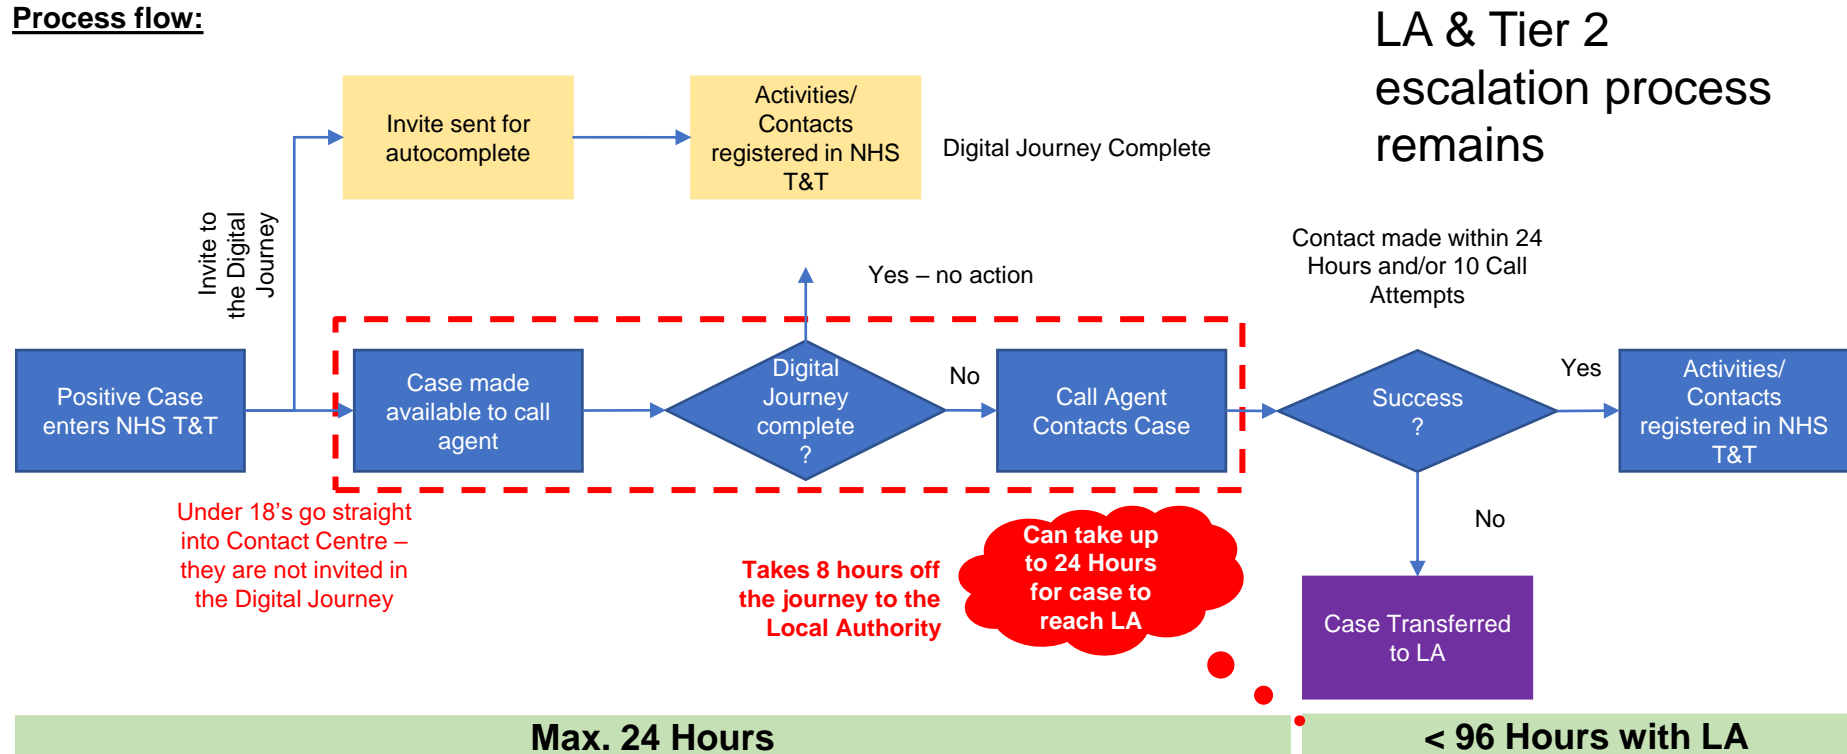 Process flow:
LA & Tier 2
escalation process
remains
Invite sent for
autocomplete
Activities/
Contacts
registered in NHS
T&T
Digital Journey Complete
Invite to
the Digital
Journey
Yes – no action
Contact made within 24
Hours and/or 10 Call
Attempts
Positive Case
enters NHS T&T
Case made
available to call
agent
Digital
Journey
complete
?
No
Call Agent
Contacts Case
Success
?
Yes
Activities/
Contacts
registered in NHS
T&T
Under 18's go straight
into Contact Centre –
they are not invited in
the Digital Journey
Takes 8 hours off
the journey to the
Local Authority
Can take up
to 24 Hours
for case to
reach LA
No
Case Transferred
to LA
Max. 24 Hours
< 96 Hours with LA